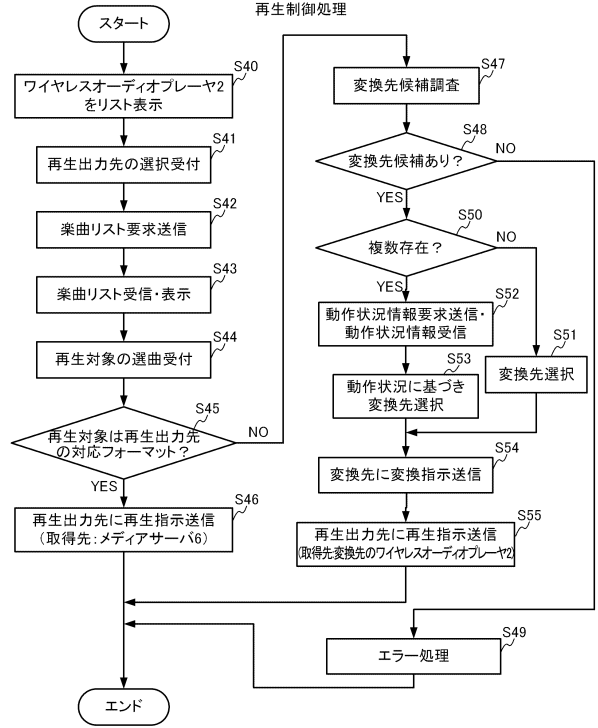 再生制御処理
スタート
S40
ワイヤレスオーディオプレーヤ2
をリスト表示
S41
再生出力先の選択受付
S42
楽曲リスト要求送信
S43
楽曲リスト受信・表示
S44
再生対象の選曲受付
S45
再生対象は再生出力先
の対応フォーマット？
NO
YES
S46
再生出力先に再生指示送信
（取得先：メディアサーバ6）
S47
変換先候補調査
S48
変換先候補あり？
NO
YES
S50
複数存在？
NO
YES
S52
動作状況情報要求送信・
動作状況情報受信
S51
変換先選択
S53
動作状況に基づき
変換先選択
S54
変換先に変換指示送信
S55
再生出力先に再生指示送信
（取得先：変換先のワイヤレスオーディオプレーヤ2）
S49
エラー処理
エンド